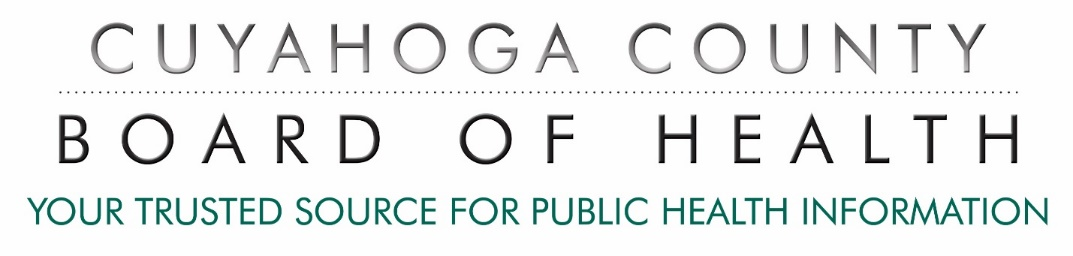 CUYAHOGA COUNTY
BOARD OF HEALTH
YOUR TRUSTED SOURCE FOR PUBLIC HEALTH INFORMATION